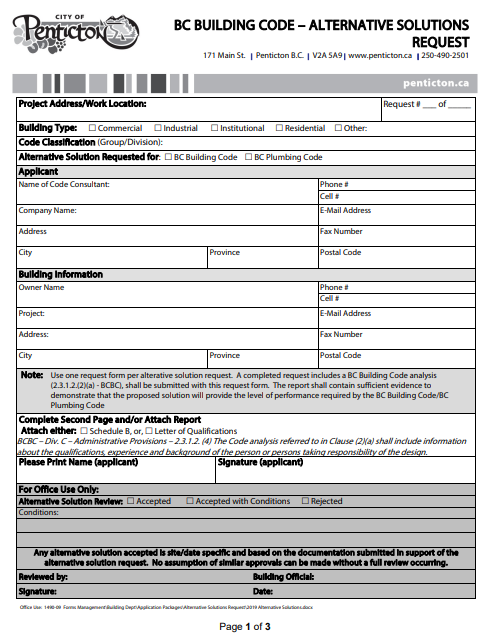 CITY OF
Penticton
BC BUILDING CODE – ALTERNATIVE SOLUTIONS
REQUEST
171 Main St. | Penticton B.C. | V2A 5A9 | www.penticton.ca | 250-490-2501
penticton.ca
Project Address/Work Location: Request # ___ of _____
Building Type: ☐ Commercial ☐ Industrial ☐ Institutional ☐ Residential ☐ Other:
Code Classification (Group/Division):
Alternative Solution Requested for: ☐ BC Building Code ☐ BC Plumbing Code
Applicant
Name of Code Consultant: Phone #
Cell #
Company Name: E-Mail Address
Address Fax Number
City Province Postal Code
Building Information
Owner Name Phone #
Cell #
Project: E-Mail Address
Address: Fax Number
City Province Postal Code
Note: Use one request form per alterative solution request. A completed request includes a BC Building Code analysis
(2.3.1.2.(2)(a) - BCBC), shall be submitted with this request form. The report shall contain sufficient evidence to
demonstrate that the proposed solution will provide the level of performance required by the BC Building Code/BC
Plumbing Code
Complete Second Page and/or Attach Report
Attach either: ☐ Schedule B, or, ☐ Letter of Qualifications
BCBC – Div. C – Administrative Provisions – 2.3.1.2. (4) The Code analysis referred to in Clause (2)(a) shall include information
about the qualifications, experience and background of the person or persons taking responsibility of the design.
Please Print Name (applicant) Signature (applicant)
For Office Use Only:
Alternative Solution Review: ☐ Accepted ☐ Accepted with Conditions ☐ Rejected
Conditions:
Any alternative solution accepted is site/date specific and based on the documentation submitted in support of the
alternative solution request. No assumption of similar approvals can be made without a full review occurring.
Reviewed by: Building Official:
Signature: Date:
Office Use: 1490-09 Forms Management\Building Dept\Application Packages\Alternative Solutions Request\2019 Alternative Solutions.docx
Page 1 of 3